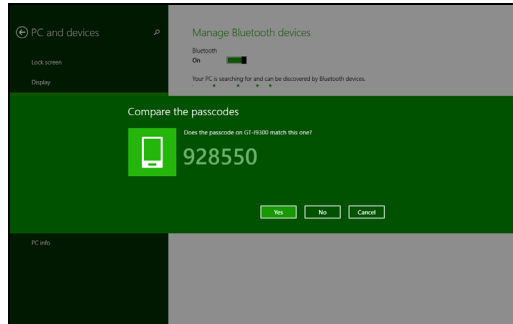 PC and devices
Lock screen
Display
PC info
Manage Bluetooth devices
Bluetooth
On
Your PC is searching for and can be discovered by Bluetooth devices.
Compare the passcodes
Does the passcode on GT-I9300 match this one?
928550
Yes No Cancel